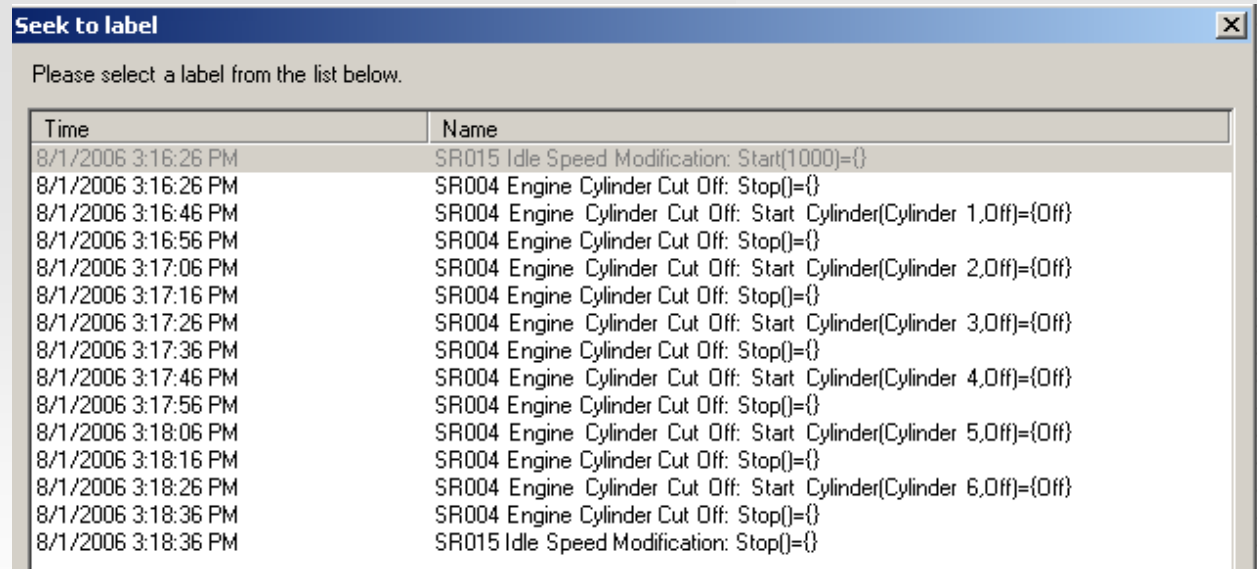 Seek to label
Please select a label from the list below.
Time Name
8/1/2006 3:16:26 PM SR015 Idle Speed Modification: Start(1000)={}
8/1/2006 3:16:26 PM SR004 Engine Cylinder Cut Off: Stop()={}
8/1/2006 3:16:46 PM SR004 Engine Cylinder Cut Off: Start Cylinder(Cylinder 1,Off)={Off}
8/1/2006 3:16:56 PM SR004 Engine Cylinder Cut Off: Stop()={}
8/1/2006 3:17:06 PM SR004 Engine Cylinder Cut Off: Start Cylinder(Cylinder 2,Off)={Off}
8/1/2006 3:17:16 PM SR004 Engine Cylinder Cut Off: Stop()={}
8/1/2006 3:17:26 PM SR004 Engine Cylinder Cut Off: Start Cylinder(Cylinder 3,Off)={Off}
8/1/2006 3:17:36 PM SR004 Engine Cylinder Cut Off: Stop()={}
8/1/2006 3:17:46 PM SR004 Engine Cylinder Cut Off: Start Cylinder(Cylinder 4,Off)={Off}
8/1/2006 3:17:56 PM SR004 Engine Cylinder Cut Off: Stop()={}
8/1/2006 3:18:06 PM SR004 Engine Cylinder Cut Off: Start Cylinder(Cylinder 5,Off)={Off}
8/1/2006 3:18:16 PM SR004 Engine Cylinder Cut Off: Stop()={}
8/1/2006 3:18:26 PM SR004 Engine Cylinder Cut Off: Start Cylinder(Cylinder 6,Off)={Off}
8/1/2006 3:18:36 PM SR004 Engine Cylinder Cut Off: Stop()={}
8/1/2006 3:18:36 PM SR015 Idle Speed Modification: Stop()={}